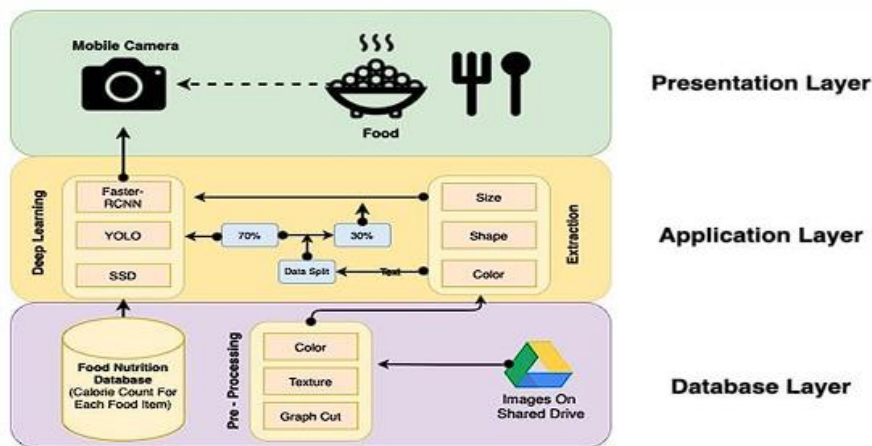 Mobile Camera
Food
Presentation Layer
Deep Learning
Faster-
RCNN
YOLO
SSD
70%
30%
Data Split
Text
Size
Shape
Color
Extraction
Application Layer
Food Nutrition
Database
(Calorie Count For
Each Food Item)
Pre - Processing
Color
Texture
Graph Cut
Images On
Shared Drive
Database Layer